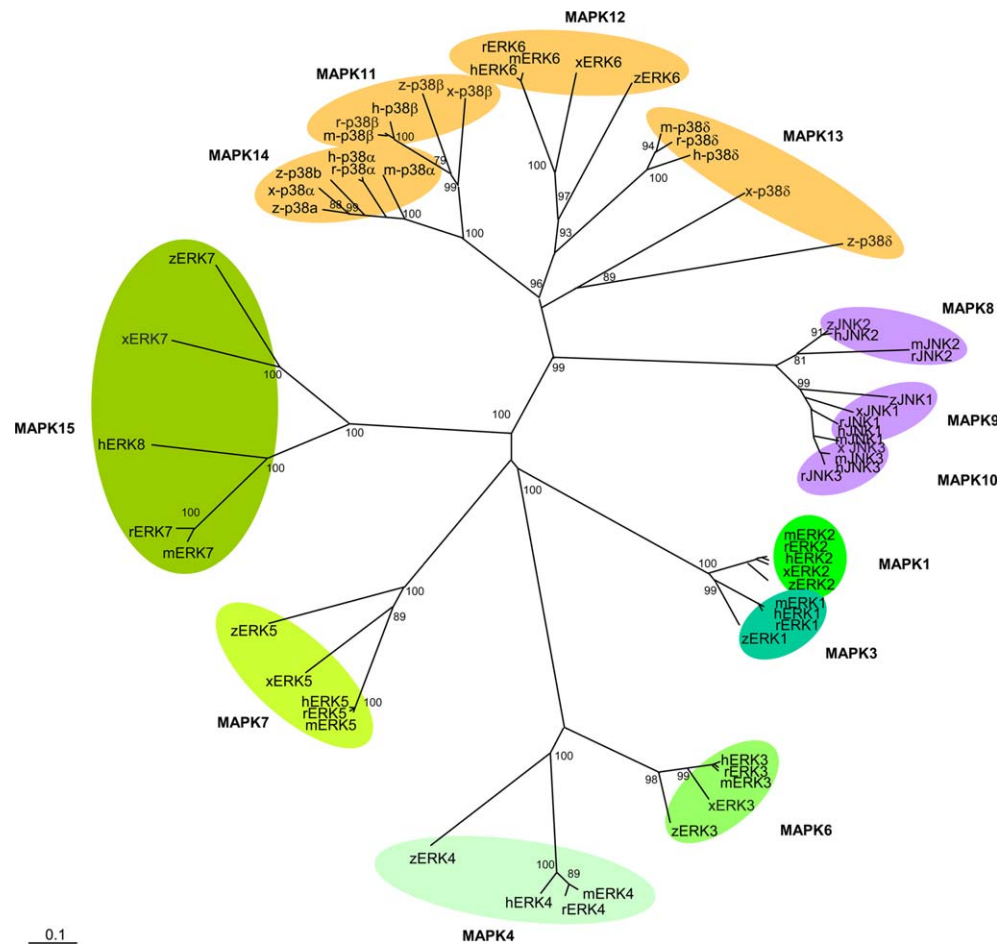 MAPK12
rERK6
mERK6
hERK6
xERK6
zERK6
MAPK11
z-p38β
x-p38β
h-p38β
r-p38β
m-p38β
100
79
99
MAPK14
h-p38α
r-p38α
m-p38α
z-p38b
x-p38α
z-p38a
88
99
100
100
100
97
93
96
MAPK13
m-p38δ
r-p38δ
h-p38δ
94
100
x-p38δ
z-p38δ
89
MAPK8
zJNK2
hJNK2
91
mJNK2
rJNK2
81
99
99
zJNK1
xJNK1
rJNK1
hJNK1
mJNK1
MAPK9
x JNK3
mJNK3
hJNK3
rJNK3
MAPK10
zERK7
xERK7
100
MAPK15
hERK8
100
100
100
rERK7
mERK7
100
100
mERK2
rERK2
hERK2
xERK2
zERK2
MAPK1
100
99
mERK1
hERK1
rERK1
zERK1
MAPK3
100
89
zERK5
xERK5
hERK5
rERK5
mERK5
100
MAPK7
100
98
99
hERK3
rERK3
mERK3
xERK3
zERK3
MAPK6
zERK4
100
89
hERK4
mERK4
rERK4
MAPK4
0.1